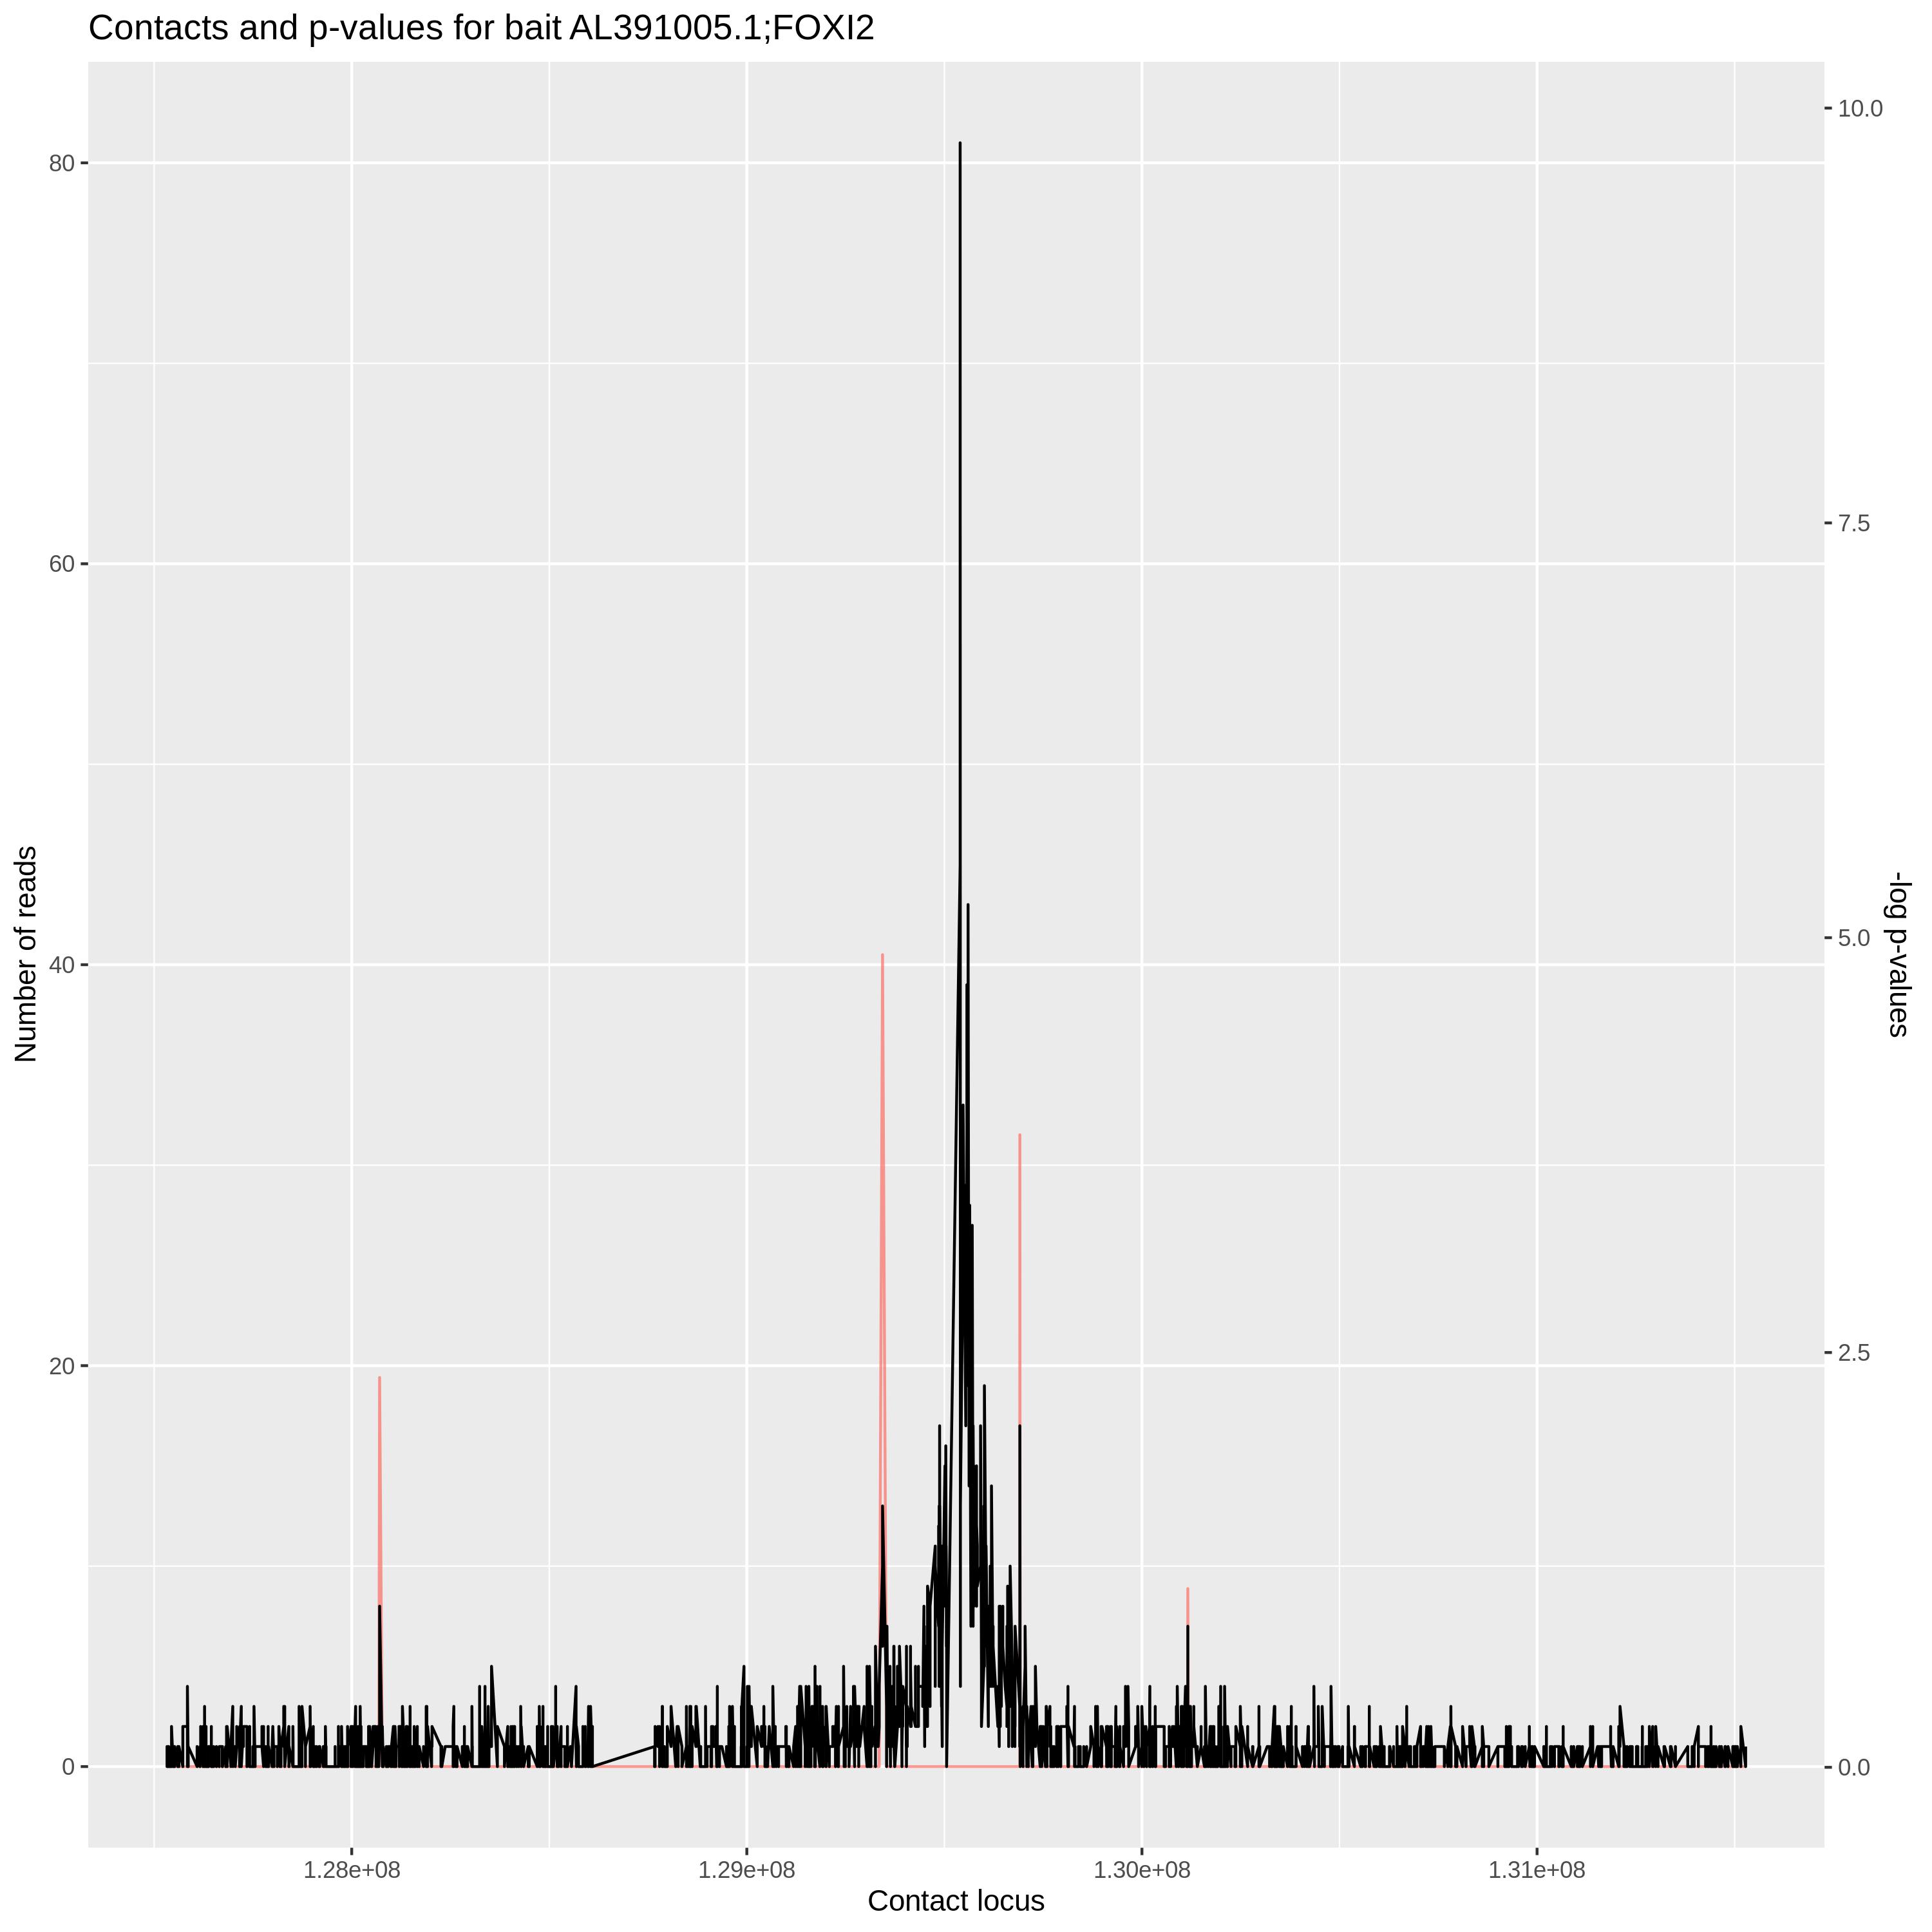 Contacts and p-values for bait AL391005.1;FOXI2
10.0
80
7.5
60
5.0
40
Number of reads
-log p-values
2.5
20
0
0.0
1.28e+08 1.29e+08 1.30e+08 1.31e+08
Contact locus